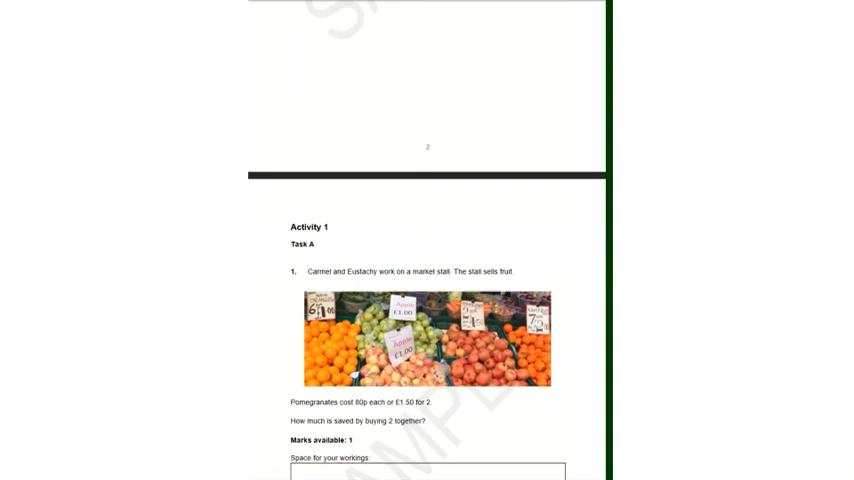 2
Activity 1
Task A
1. Carmel and Eustachy work on a market stall. The stall sells fruit.
Apple
£1.00
Apple
£1.00
Pomegranates cost 80p each or £1.50 for 2.
How much is saved by buying 2 together?
Marks available: 1
Space for your workings: